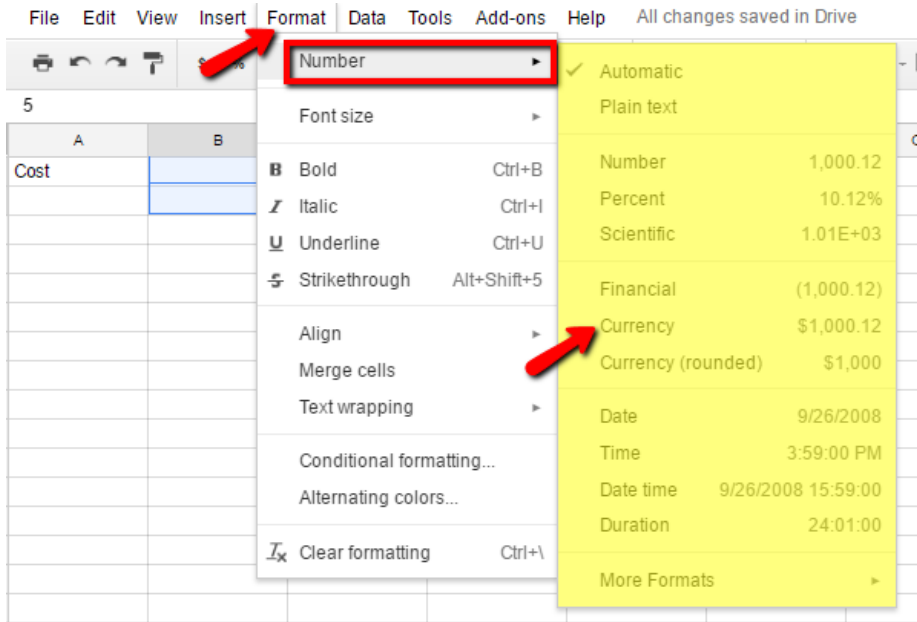 File Edit View Insert Format Data Tools Add-ons Help All changes saved in Drive
$ %
5
A B
Cost
Number
Font size
B Bold Ctrl+B
I Italic Ctrl+I
U Underline Ctrl+U
S Strikethrough Alt+Shift+5
Align
Merge cells
Text wrapping
Conditional formatting...
Alternating colors...
Clear formatting Ctrl+\
Automatic
Plain text
Number 1,000.12
Percent 10.12%
Scientific 1.01E+03
Financial (1,000.12)
Currency $1,000.12
Currency (rounded) $1,000
Date 9/26/2008
Time 3:59:00 PM
Date time 9/26/2008 15:59:00
Duration 24:01:00
More Formats